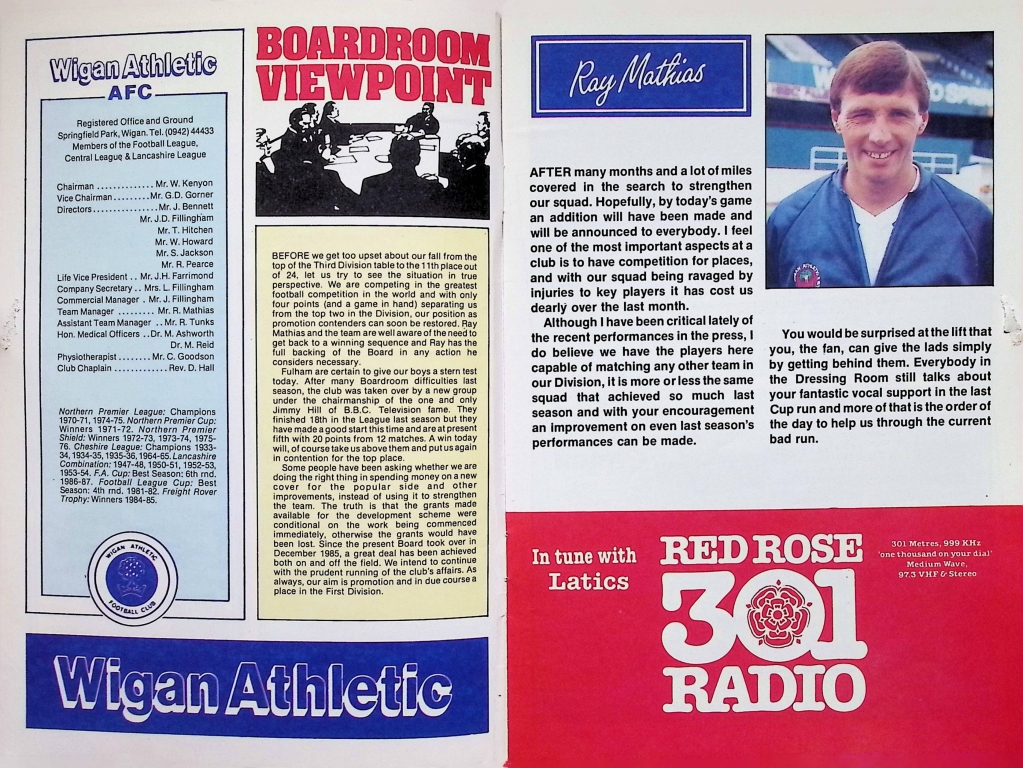 Wigan Athletic
AFC
Registered Office and Ground
Springfield Park, Wigan. Tel. (0942) 44433
Members of the Football League,
Central League & Lancashire League
Chairman ............. Mr. W. Kenyon
Vice Chairman ......... Mr. G.D. Gorner
Directors .............. Mr. J. Bennett
Mr. J.D. Fillingham
Mr. T. Hitchen
Mr. W. Howard
Mr. S. Jackson
Mr. R. Pearce
Life Vice President .. Mr. J.H. Farrimond
Company Secretary .. Mrs. L. Fillingham
Commercial Manager . Mr. J. Fillingham
Team Manager ......... Mr. R. Mathias
Assistant Team Manager .. Mr. R. Tunks
Hon. Medical Officers .. Dr. M. Ashworth
Dr. M. Reid
Physiotherapist ....... Mr. C. Goodson
Club Chaplain .......... Rev. D. Hall
Northern Premier League: Champions
1970-71, 1974-75. Northern Premier Cup:
Winners 1971-72. Northern Premier
Shield: Winners 1972-73, 1973-74, 1975-
76. Cheshire League: Champions 1933-
34, 1934-35, 1935-36, 1964-65. Lancashire
Combination: 1947-48, 1950-51, 1952-53,
1953-54. F.A. Cup: Best Season: 6th rnd.
1986-87. Football League Cup: Best
Season: 4th rnd. 1981-82. Freight Rover
Trophy: Winners 1984-85.
WIGAN ATHLETIC
FOOTBALL CLUB
BOARDROOM
VIEWPOINT
BEFORE we get too upset about our fall from the
top of the Third Division table to the 11th place out
of 24, let us try to see the situation in true
perspective. We are competing in the greatest
football competition in the world and with only
four points (and a game in hand) separating us
from the top two in the Division, our position as
promotion contenders can soon be restored. Ray
Mathias and the team are well aware of the need to
get back to a winning sequence and Ray has the
full backing of the Board in any action he
considers necessary.
Fulham are certain to give our boys a stern test
today. After many Boardroom difficulties last
season, the club was taken over by a new group
under the chairmanship of the one and only
Jimmy Hill of B.B.C. Television fame. They
finished 18th in the League last season but they
have made a good start this time and are at present
fifth with 20 points from 12 matches. A win today
will, of course take us above them and put us again
in contention for the top place.
Some people have been asking whether we are
doing the right thing in spending money on a new
cover for the popular side and other
improvements, instead of using it to strengthen
the team. The truth is that the grants made
available for the development scheme were
conditional on the work being commenced
immediately, otherwise the grants would have
been lost. Since the present Board took over in
December 1985, a great deal has been achieved
both on and off the field. We intend to continue
with the prudent running of the club's affairs. As
always, our aim is promotion and in due course a
place in the First Division.
Wigan Athletic
Ray Mathias
AFTER many months and a lot of miles
covered in the search to strengthen
our squad. Hopefully, by today's game
an addition will have been made and
will be announced to everybody. I feel
one of the most important aspects at a
club is to have competition for places,
and with our squad being ravaged by
injuries to key players it has cost us
dearly over the last month.
Although I have been critical lately of
the recent performances in the press, I
do believe we have the players here
capable of matching any other team in
our Division, it is more or less the same
squad that achieved so much last
season and with your encouragement
an improvement on even last season's
performances can be made.
You would be surprised at the lift that
you, the fan, can give the lads simply
by getting behind them. Everybody in
the Dressing Room still talks about
your fantastic vocal support in the last
Cup run and more of that is the order of
the day to help us through the current
bad run.
In tune with
Latics
RED ROSE
301
RADIO
301 Metres, 999 KHz
'one thousand on your dial'
Medium Wave,
97.3 VHF & Stereo